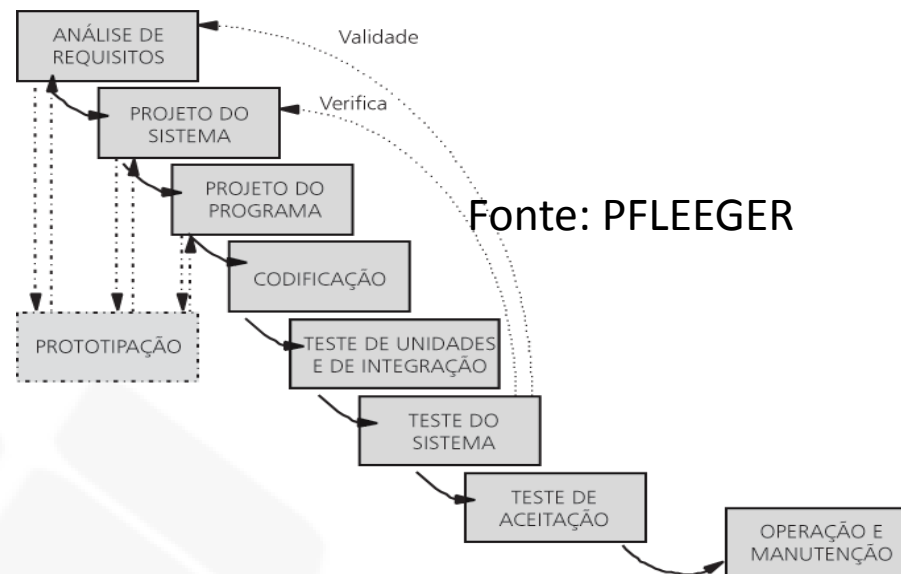 ANÁLISE DE
REQUISITOS
Validade
Verifica
PROJETO DO
SISTEMA
PROJETO DO
PROGRAMA
Fonte: PFLEEGER
CODIFICAÇÃO
PROTOTIPAÇÃO
TESTE DE UNIDADES
E DE INTEGRAÇÃO
TESTE DO
SISTEMA
TESTE DE
ACEITAÇÃO
OPERAÇÃO E
MANUTENÇÃO